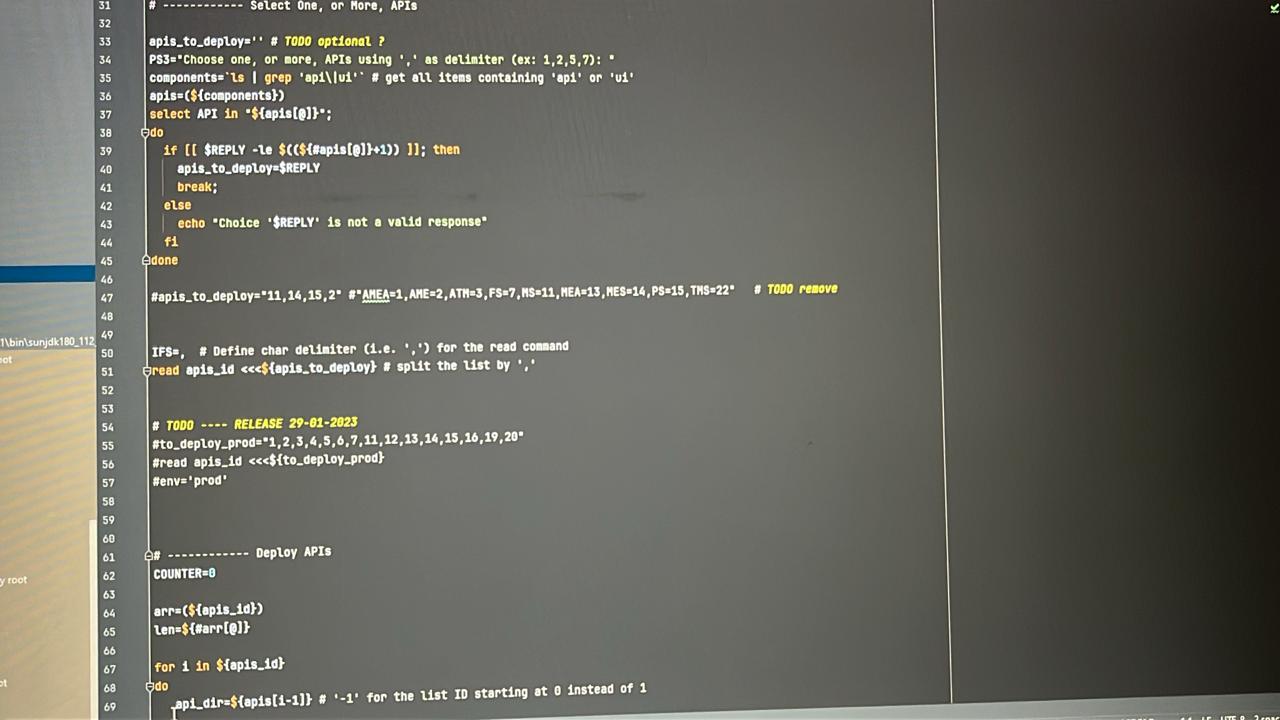 31 # ------------ Select One, or More, APIs
32
33 apis_to_deploy='' # TODO optional ?
34 PS3="Choose one, or more, APIs using ',' as delimiter (ex: 1,2,5,7): "
35 components=`ls | grep 'api\|ui'` # get all items containing 'api' or 'ui'
36 apis=(${components})
37 select API in "${apis[@]}";
38 do
39 if [[ $REPLY -le $((${#apis[@]}+1)) ]]; then
40 apis_to_deploy=$REPLY
41 break;
42 else
43 echo "Choice '$REPLY' is not a valid response"
44 fi
45 done
46
47 #apis_to_deploy="11,14,15,2" #"AMEA=1,AME=2,ATM=3,FS=7,MS=11,MEA=13,MES=14,PS=15,TMS=22" # TODO remove
48
49
1\bin\sunjdk180_112
50 IFS=, # Define char delimiter (i.e. ',') for the read command
oot
51 read apis_id <<<${apis_to_deploy} # split the list by ','
52
53
54 # TODO ---- RELEASE 29-01-2023
55 #to_deploy_prod="1,2,3,4,5,6,7,11,12,13,14,15,16,19,20"
56 #read apis_id <<<${to_deploy_prod}
57 #env='prod'
58
59
60
61 # ------------ Deploy APIs
62 COUNTER=0
y root
63
64 arr=(${apis_id})
65 len=${#arr[@]}
66
67 for i in ${apis_id}
ot
68 do
69 api_dir=${apis[i-1]} # '-1' for the list ID starting at 0 instead of 1